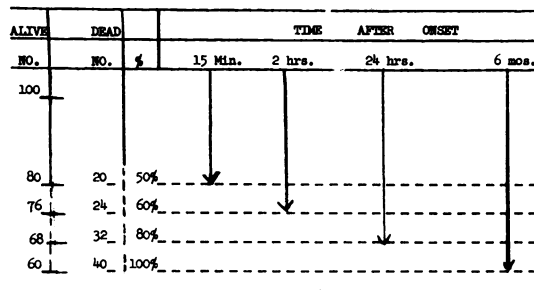 TIME AFTER ONSET
ALIVE DEAD
NO. NO. % 15 Min. 2 hrs. 24 hrs. 6 mos.
100
80 20 50%
76 24 60%
68 32 80%
60 40 100%